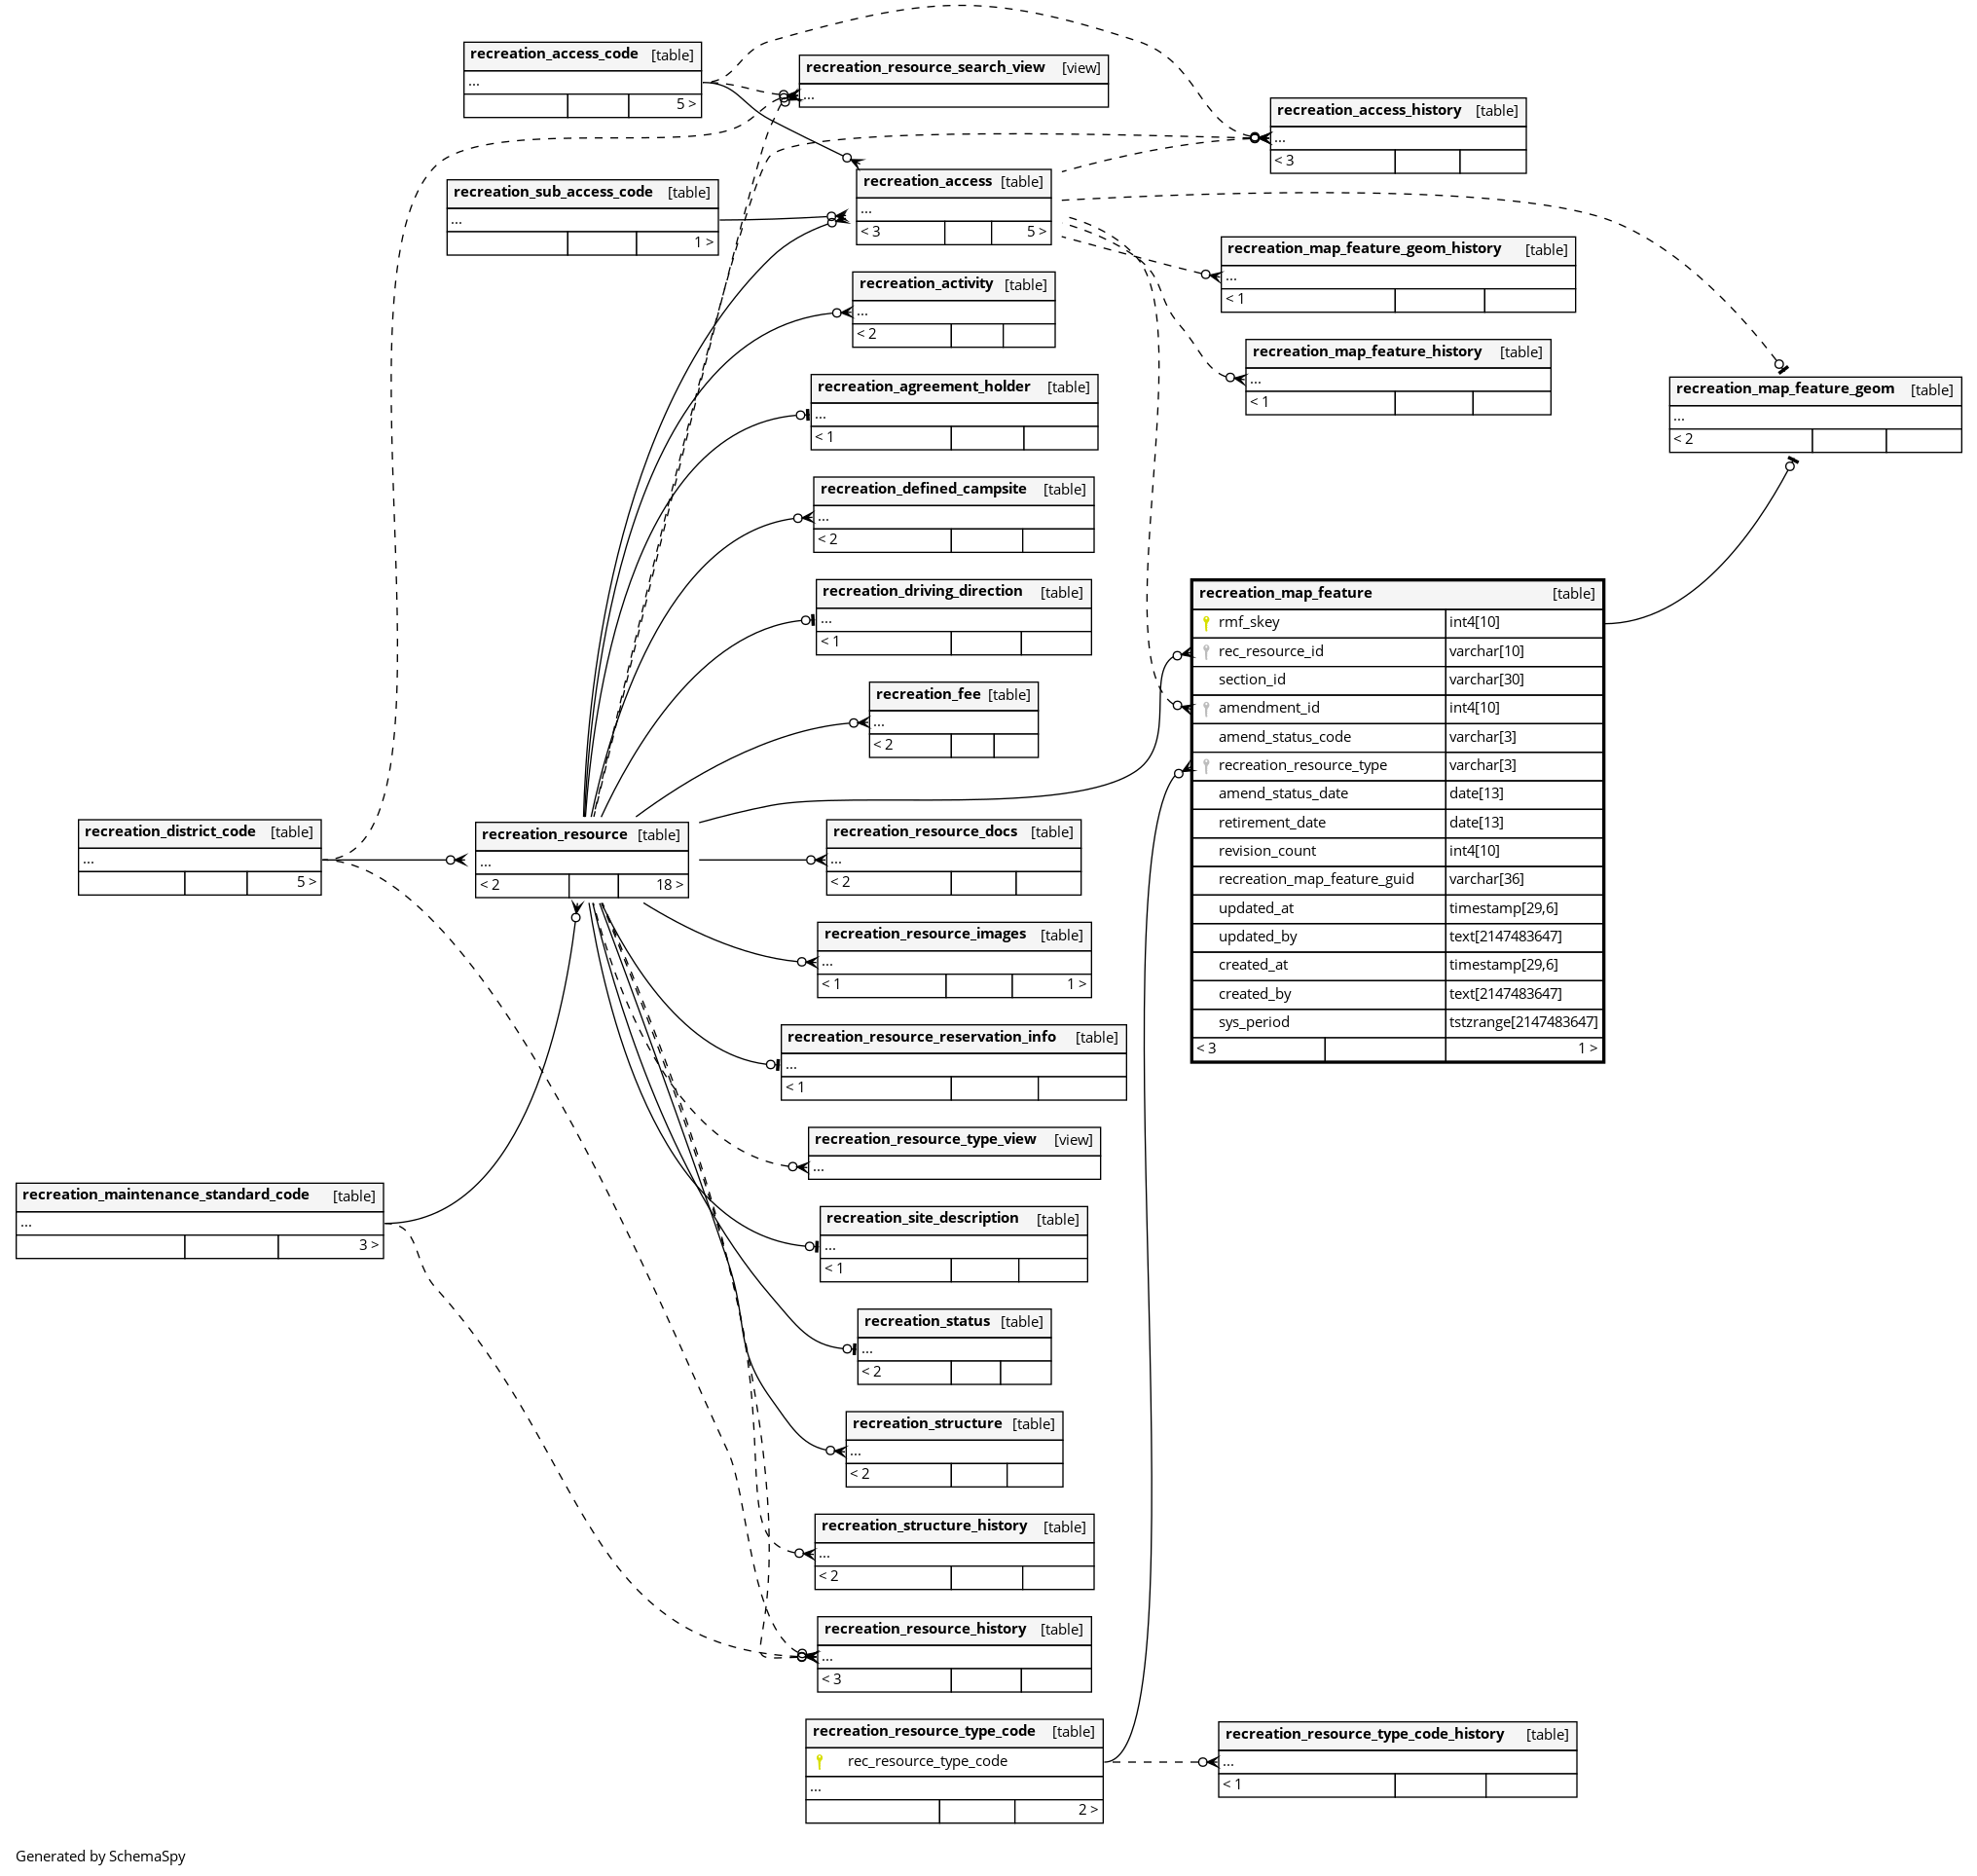 recreation_access_code [table]
...
5 >
recreation_resource_search_view [view]
...
recreation_access_history [table]
...
< 3
recreation_access [table]
...
< 3 5 >
recreation_sub_access_code [table]
...
1 >
recreation_map_feature_geom_history [table]
...
< 1
recreation_activity [table]
...
< 2
recreation_map_feature_history [table]
...
< 1
recreation_agreement_holder [table]
...
< 1
recreation_map_feature_geom [table]
...
< 2
recreation_defined_campsite [table]
...
< 2
recreation_driving_direction [table]
...
< 1
recreation_map_feature [table]
rmf_skey int4[10]
rec_resource_id varchar[10]
section_id varchar[30]
amendment_id int4[10]
amend_status_code varchar[3]
recreation_resource_type varchar[3]
amend_status_date date[13]
retirement_date date[13]
revision_count int4[10]
recreation_map_feature_guid varchar[36]
updated_at timestamp[29,6]
updated_by text[2147483647]
created_at timestamp[29,6]
created_by text[2147483647]
sys_period tstzrange[2147483647]
< 3 1 >
recreation_fee [table]
...
< 2
recreation_district_code [table]
...
5 >
recreation_resource [table]
...
< 2 18 >
recreation_resource_docs [table]
...
< 2
recreation_resource_images [table]
...
< 1 1 >
recreation_resource_reservation_info [table]
...
< 1
recreation_resource_type_view [view]
...
recreation_maintenance_standard_code [table]
...
3 >
recreation_site_description [table]
...
< 1
recreation_status [table]
...
< 2
recreation_structure [table]
...
< 2
recreation_structure_history [table]
...
< 2
recreation_resource_history [table]
...
< 3
recreation_resource_type_code [table]
rec_resource_type_code
...
2 >
recreation_resource_type_code_history [table]
...
< 1
Generated by SchemaSpy